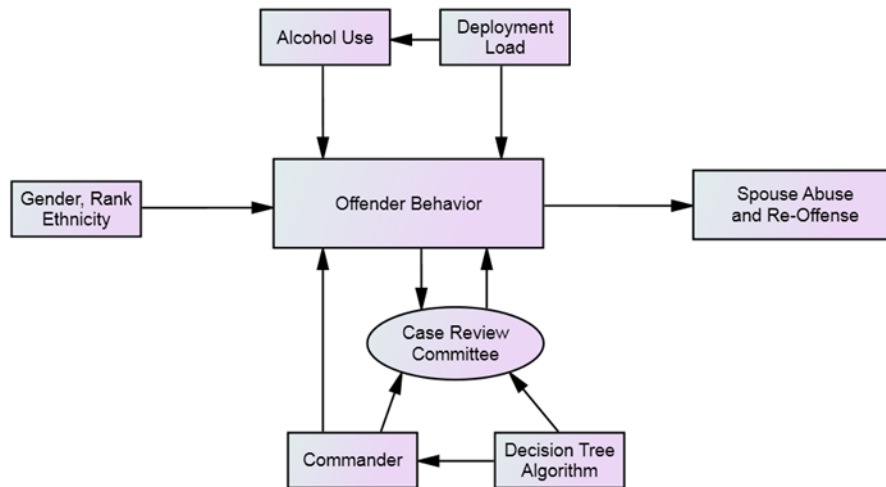 Alcohol Use
Deployment
Load
Gender, Rank
Ethnicity
Offender Behavior
Spouse Abuse
and Re-Offense
Case Review
Committee
Commander
Decision Tree
Algorithm